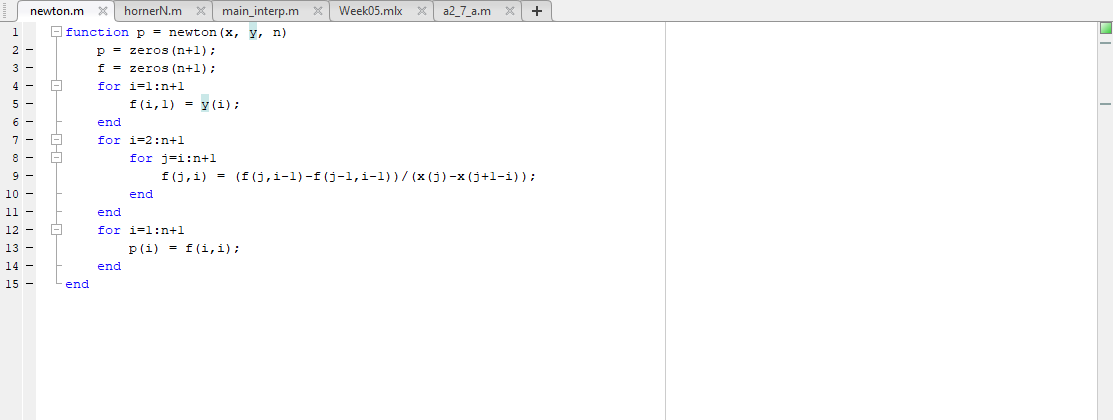 newton.m hornerN.m main_interp.m Week05.mlx a2_7_a.m
1 function p = newton(x, y, n)
2 p = zeros(n+1);
3 f = zeros(n+1);
4 for i=1:n+1
5 f(i,1) = y(i);
6 end
7 for i=2:n+1
8 for j=i:n+1
9 f(j,i) = (f(j,i-1)-f(j-1,i-1))/(x(j)-x(j+1-i));
10 end
11 end
12 for i=1:n+1
13 p(i) = f(i,i);
14 end
15 end